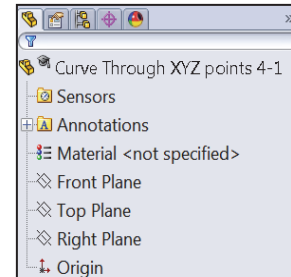 »
Curve Through XYZ points 4-1
Sensors
A Annotations
Material <not specified>
Front Plane
Top Plane
Right Plane
Origin